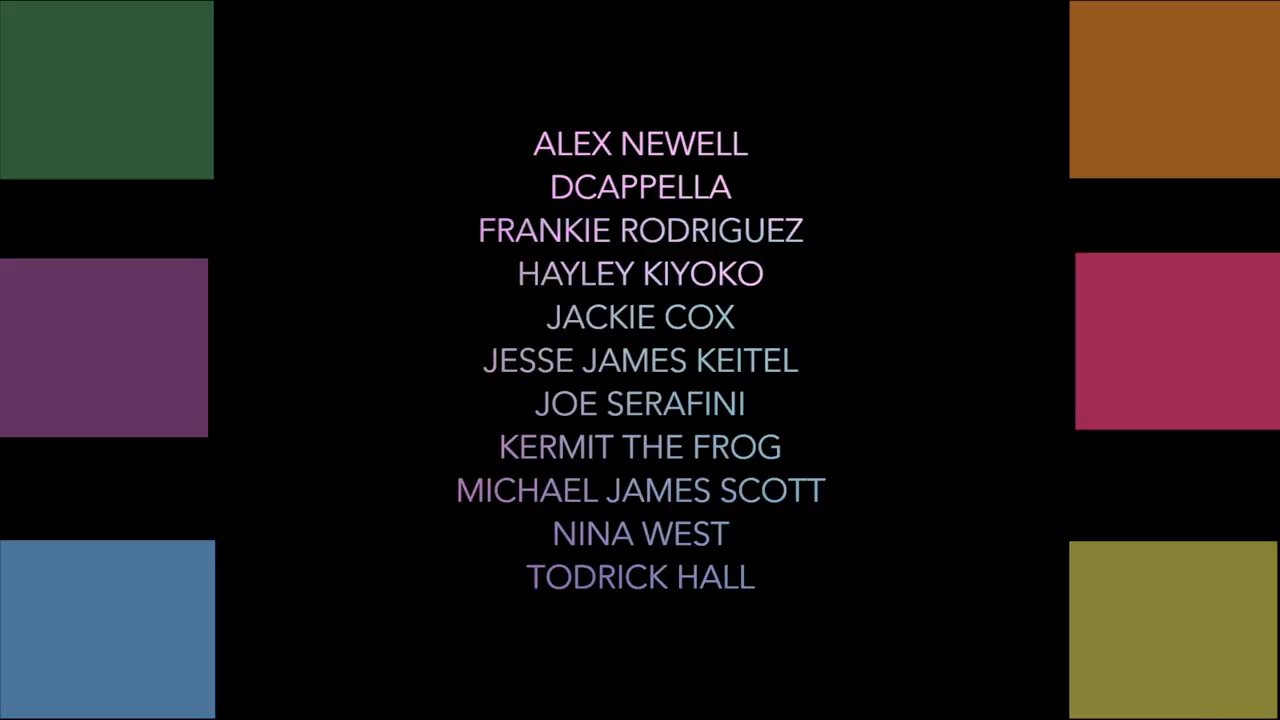 ALEX NEWELL
DCAPPELLA
FRANKIE RODRIGUEZ
HAYLEY KIYOKO
JACKIE COX
JESSE JAMES KEITEL
JOE SERAFINI
KERMIT THE FROG
MICHAEL JAMES SCOTT
NINA WEST
TODRICK HALL